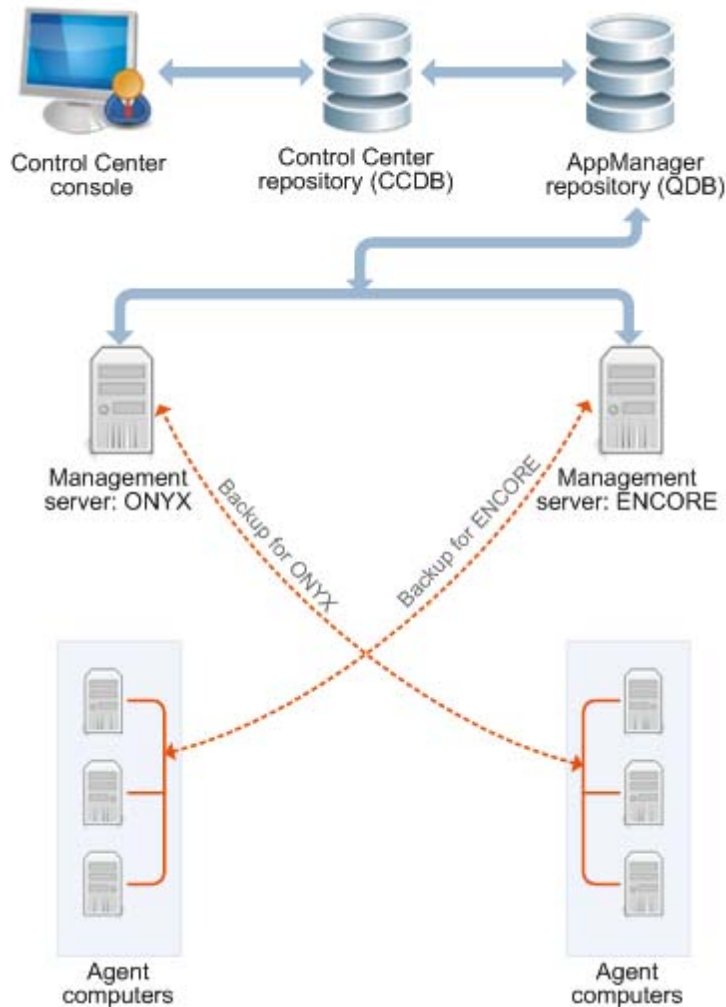 Control Center
console
Control Center
repository (CCDB)
AppManager
repository (QDB)
Management
server: ONYX
Management
server: ENCORE
Backup for ONYX
Backup for ENCORE
Agent
computers
Agent
computers